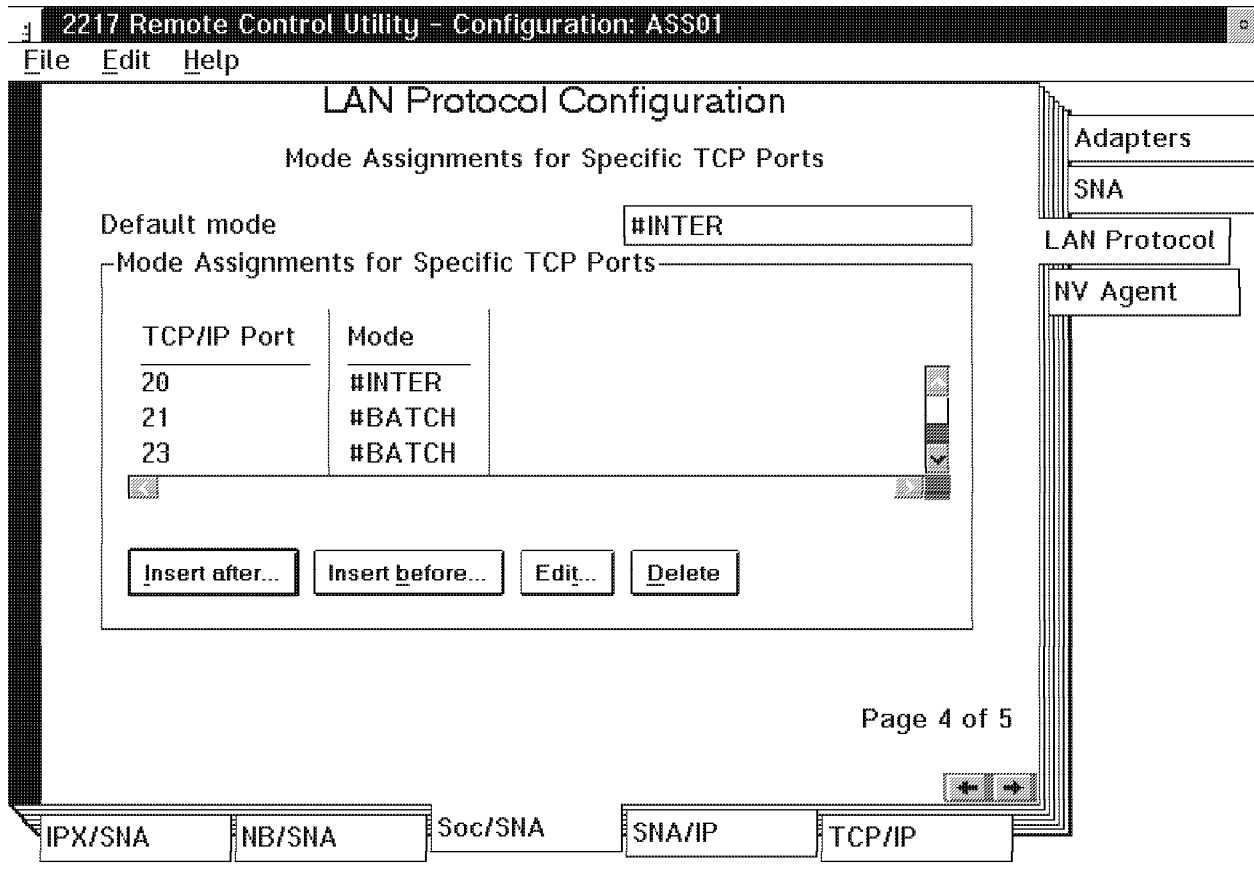 2217 Remote Control Utility - Configuration: ASS01
File Edit Help
LAN Protocol Configuration
Mode Assignments for Specific TCP Ports
Default mode #INTER
Mode Assignments for Specific TCP Ports
TCP/IP Port Mode
20 #INTER
21 #BATCH
23 #BATCH
Insert after... Insert before... Edit... Delete
Page 4 of 5
Adapters
SNA
LAN Protocol
NV Agent
IPX/SNA NB/SNA Soc/SNA SNA/IP TCP/IP